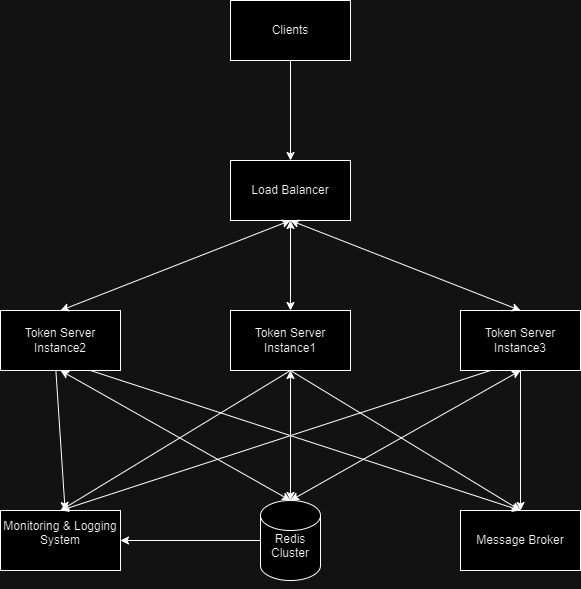 Clients
Load Balancer
Token Server
Instance2
Token Server
Instance1
Token Server
Instance3
Monitoring & Logging
System
Redis
Cluster
Message Broker